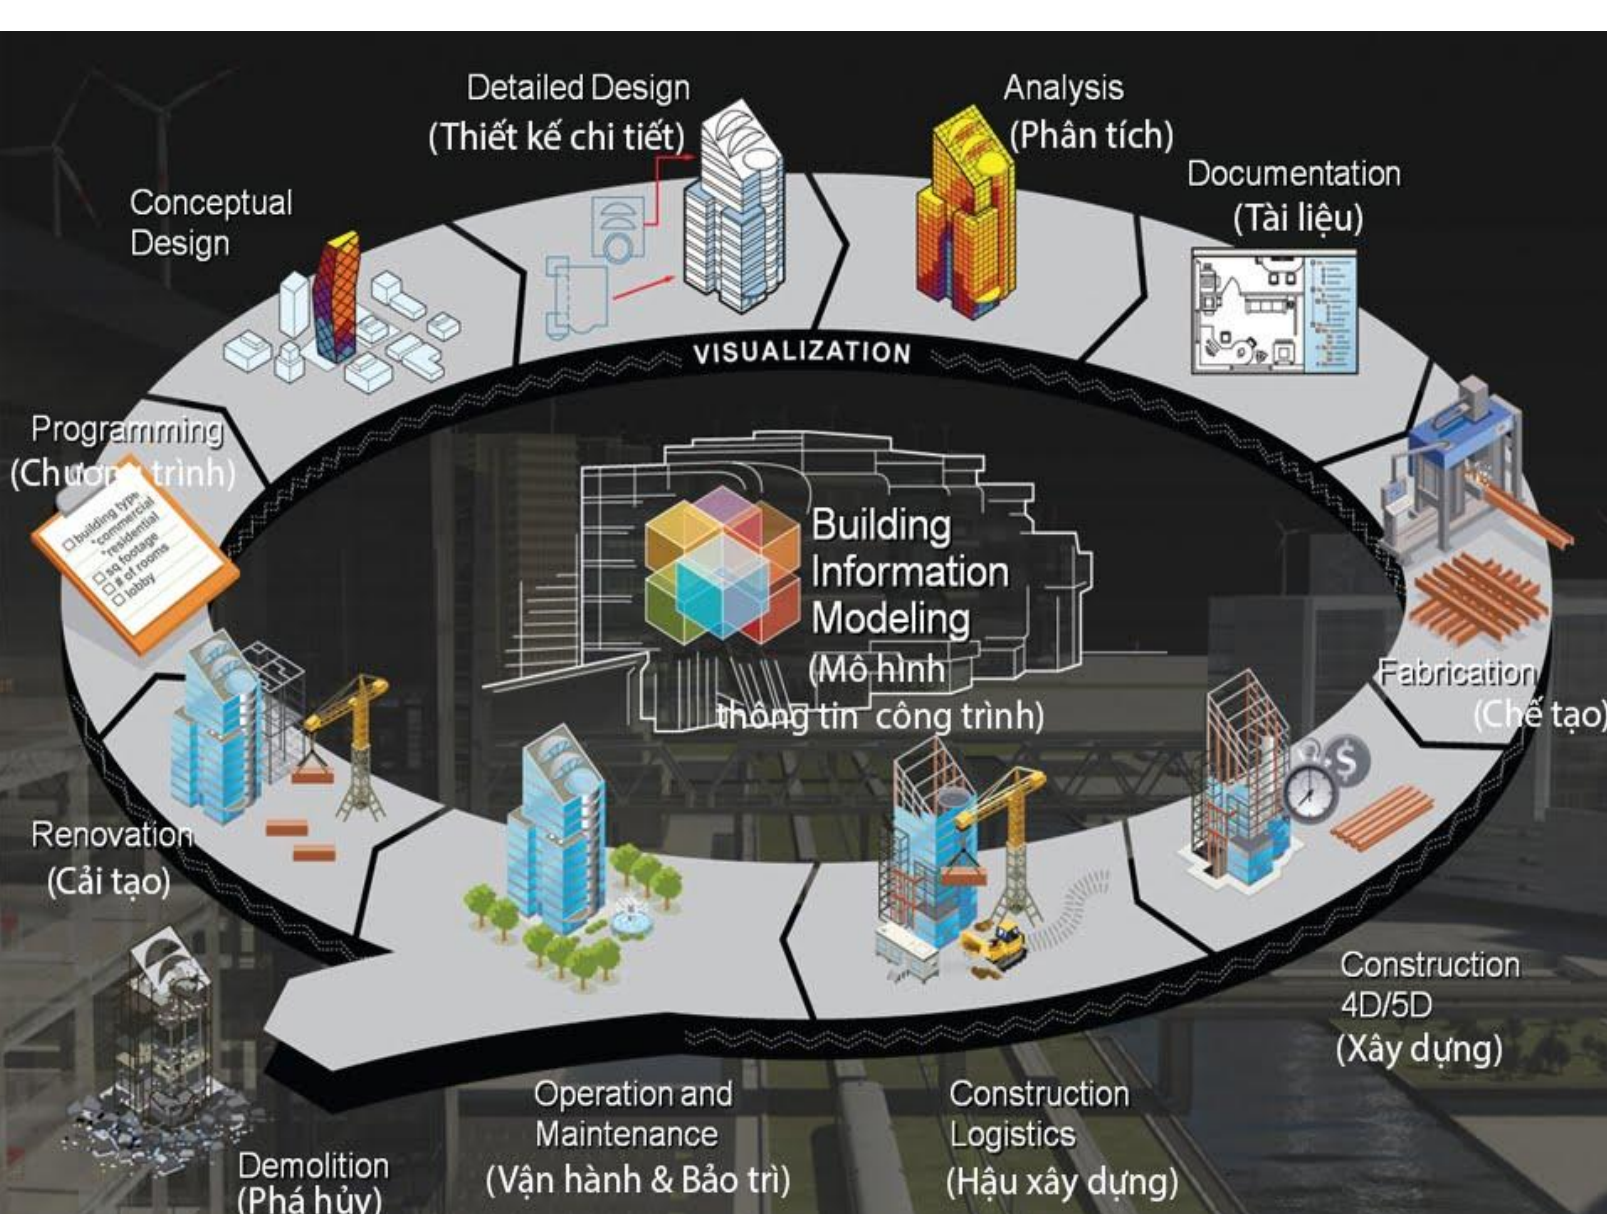 Detailed Design
(Thiết kế chi tiết)
Analysis
(Phân tích)
Documentation
(Tài liệu)
Conceptual
Design
VISUALIZATION
Programming
(Chương trình)
building type
*commercial
*residential
sq footage
# of rooms
lobby
Building
Information
Modeling
(Mô hình
thông tin công trình)
Fabrication
(Chế tạo)
$
Renovation
(Cải tạo)
Construction
4D/5D
(Xây dựng)
Operation and
Maintenance
(Vận hành & Bảo trì)
Construction
Logistics
(Hậu xây dựng)
Demolition
(Phá hủy)